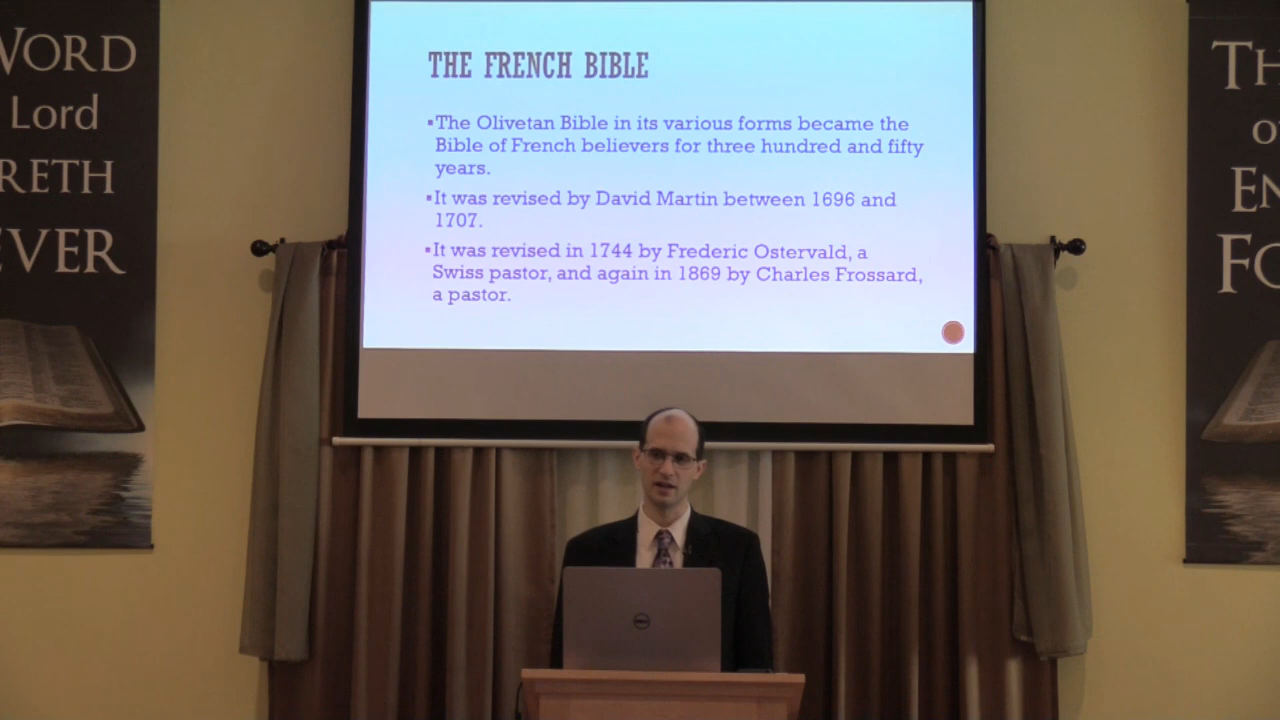 WORD
Lord
RETH
EVER
THE FRENCH BIBLE
▪The Olivetan Bible in its various forms became the
Bible of French believers for three hundred and fifty
years.
▪It was revised by David Martin between 1696 and
1707.
▪It was revised in 1744 by Frederic Ostervald, a
Swiss pastor, and again in 1869 by Charles Frossard,
a pastor.
TH
O
EN
FO
DELL